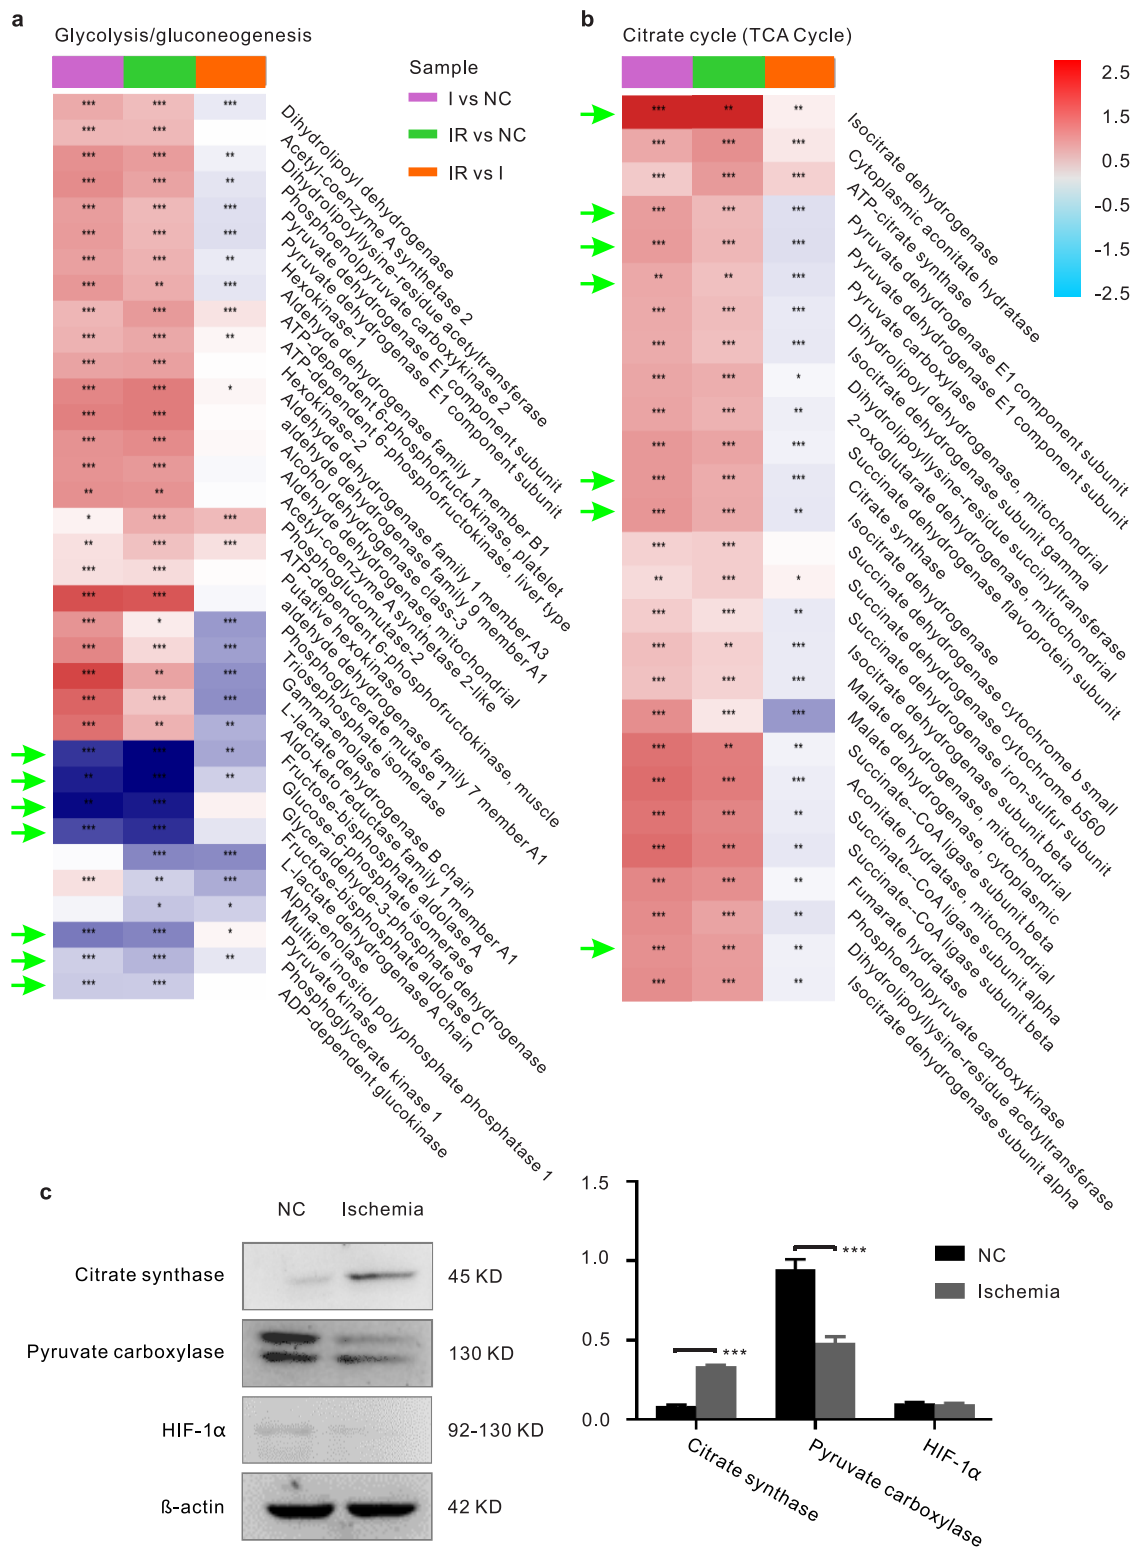 a
Glycolysis/gluconeogenesis
Sample
I vs NC
IR vs NC
IR vs I
Dihydrolipoyl dehydrogenase
Acetyl-coenzyme A synthetase 2
Dihydrolipoyllysine-residue acetyltransferase
Phosphoenolpyruvate carboxykinase 2
Pyruvate dehydrogenase E1 component subunit
Pyruvate dehydrogenase E1 component subunit
Hexokinase-1
Aldehyde dehydrogenase family 1 member B1
ATP-dependent 6-phosphofructokinase, platelet
ATP-dependent 6-phosphofructokinase, liver type
Hexokinase-2
Aldehyde dehydrogenase family 1 member A3
aldehyde dehydrogenase family 9 member A1
Alcohol dehydrogenase class-3
Aldehyde dehydrogenase, mitochondrial
Acetyl-coenzyme A synthetase 2-like
Phosphoglucomutase-2
ATP-dependent 6-phosphofructokinase, muscle
Putative hexokinase
aldehyde dehydrogenase family 7 member A1
Phosphoglycerate mutase 1
Triosephosphate isomerase
Gamma-enolase
L-lactate dehydrogenase B chain
Aldo-keto reductase family 1 member A1
Fructose-bisphosphate aldolase A
Glucose-6-phosphate isomerase
Glyceraldehyde-3-phosphate dehydrogenase
Fructose-bisphosphate aldolase C
L-lactate dehydrogenase A chain
Alpha-enolase
Multiple inositol polyphosphate phosphatase 1
Pyruvate kinase
Phosphoglycerate kinase 1
ADP-dependent glucokinase
b
Citrate cycle (TCA Cycle)
2.5
1.5
0.5
-0.5
-1.5
-2.5
Isocitrate dehydrogenase
Cytoplasmic aconitate hydratase
ATP-citrate synthase
Pyruvate dehydrogenase E1 component subunit
Pyruvate dehydrogenase E1 component subunit
Pyruvate carboxylase
Dihydrolipoyl dehydrogenase, mitochondrial
Isocitrate dehydrogenase subunit gamma
Dihydrolipoyllysine-residue succinyltransferase
2-oxoglutarate dehydrogenase, mitochondrial
Succinate dehydrogenase flavoprotein subunit
Citrate synthase
Isocitrate dehydrogenase
Succinate dehydrogenase cytochrome b small
Succinate dehydrogenase cytochrome b560
Succinate dehydrogenase iron-sulfur subunit
Isocitrate dehydrogenase subunit beta
Malate dehydrogenase, mitochondrial
Malate dehydrogenase, cytoplasmic
Succinate--CoA ligase subunit beta
Aconitate hydratase, mitochondrial
Succinate--CoA ligase subunit alpha
Succinate--CoA ligase subunit beta
Fumarate hydratase
Phosphoenolpyruvate carboxykinase
Dihydrolipoyllysine-residue acetyltransferase
Isocitrate dehydrogenase subunit alpha
c
NC Ischemia
Citrate synthase 45 KD
Pyruvate carboxylase 130 KD
HIF-1α 92-130 KD
ß-actin 42 KD
1.5
1.0
0.5
0.0
***
***
NC
Ischemia
Citrate synthase
Pyruvate carboxylase
HIF-1α